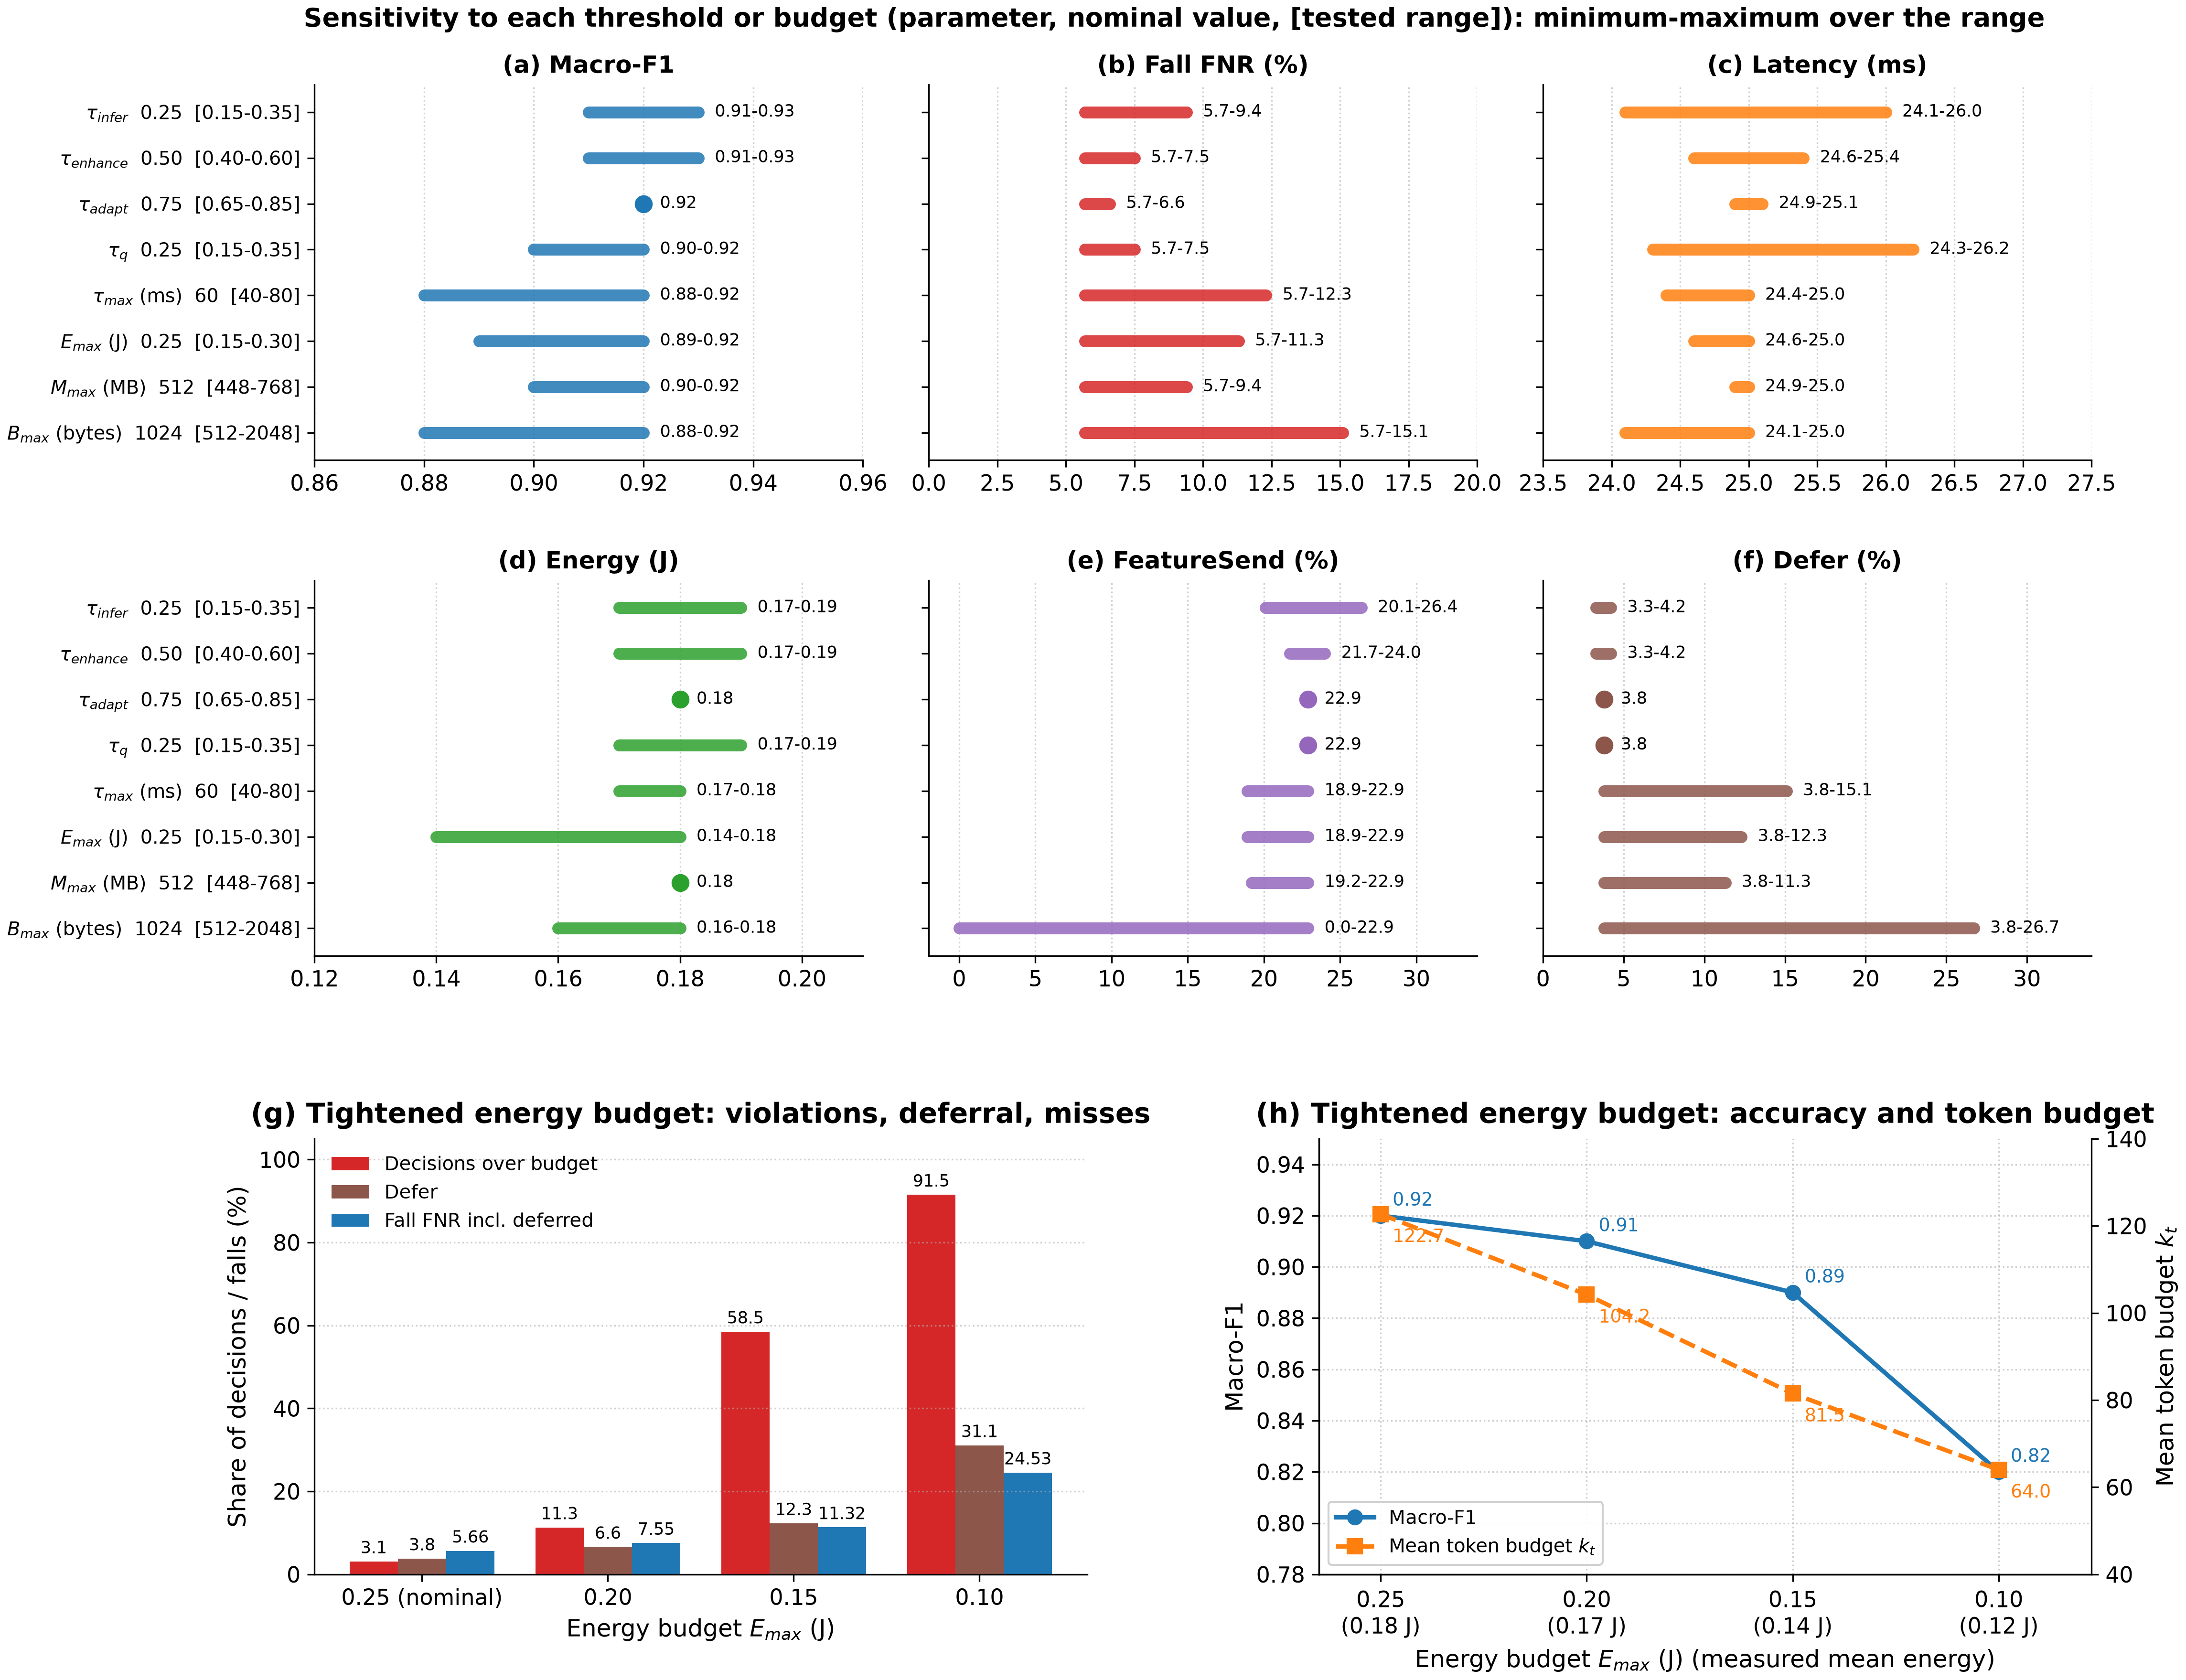 Sensitivity to each threshold or budget (parameter, nominal value, [tested range]): minimum-maximum over the range
(a) Macro-F1
τinfer 0.25 [0.15-0.35]
0.91-0.93
τenhance 0.50 [0.40-0.60]
0.91-0.93
τadapt 0.75 [0.65-0.85]
0.92
τq 0.25 [0.15-0.35]
0.90-0.92
τmax (ms) 60 [40-80]
0.88-0.92
Emax (J) 0.25 [0.15-0.30]
0.89-0.92
Mmax (MB) 512 [448-768]
0.90-0.92
Bmax (bytes) 1024 [512-2048]
0.88-0.92
0.86 0.88 0.90 0.92 0.94 0.96
(b) Fall FNR (%)
5.7-9.4
5.7-7.5
5.7-6.6
5.7-7.5
5.7-12.3
5.7-11.3
5.7-9.4
5.7-15.1
0.0 2.5 5.0 7.5 10.0 12.5 15.0 17.5 20.0
(c) Latency (ms)
24.1-26.0
24.6-25.4
24.9-25.1
24.3-26.2
24.4-25.0
24.6-25.0
24.9-25.0
24.1-25.0
23.5 24.0 24.5 25.0 25.5 26.0 26.5 27.0 27.5
(d) Energy (J)
τinfer 0.25 [0.15-0.35]
0.17-0.19
τenhance 0.50 [0.40-0.60]
0.17-0.19
τadapt 0.75 [0.65-0.85]
0.18
τq 0.25 [0.15-0.35]
0.17-0.19
τmax (ms) 60 [40-80]
0.17-0.18
Emax (J) 0.25 [0.15-0.30]
0.14-0.18
Mmax (MB) 512 [448-768]
0.18
Bmax (bytes) 1024 [512-2048]
0.16-0.18
0.12 0.14 0.16 0.18 0.20
(e) FeatureSend (%)
20.1-26.4
21.7-24.0
22.9
22.9
18.9-22.9
18.9-22.9
19.2-22.9
0.0-22.9
0 5 10 15 20 25 30
(f) Defer (%)
3.3-4.2
3.3-4.2
3.8
3.8
3.8-15.1
3.8-12.3
3.8-11.3
3.8-26.7
0 5 10 15 20 25 30
(g) Tightened energy budget: violations, deferral, misses
Share of decisions / falls (%)
100
80
60
40
20
0
Decisions over budget
Defer
Fall FNR incl. deferred
3.1 3.8 5.66
11.3 6.6 7.55
58.5 12.3 11.32
91.5 31.1 24.53
0.25 (nominal) 0.20 0.15 0.10
Energy budget Emax (J)
(h) Tightened energy budget: accuracy and token budget
Macro-F1
0.94
0.92
0.90
0.88
0.86
0.84
0.82
0.80
0.78
0.92
0.91
0.89
0.82
122.7
104.2
81.5
64.0
Macro-F1
Mean token budget kt
140
120
100
80
60
40
Mean token budget kt
0.25 0.20 0.15 0.10
(0.18 J) (0.17 J) (0.14 J) (0.12 J)
Energy budget Emax (J) (measured mean energy)